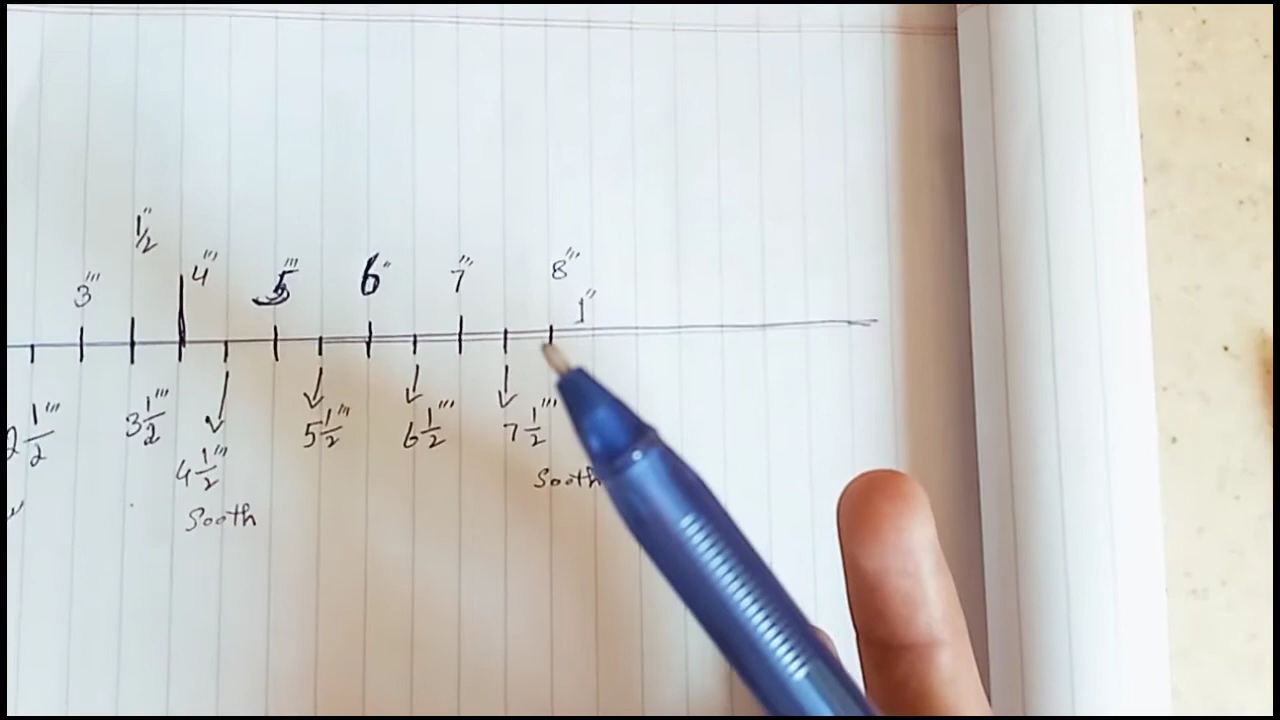 1/2"
3''' 4''' 5''' 6'' 7''' 8'''
1"
2 1/2''' 3 1/2''' 5 1/2''' 6 1/2''' 7 1/2'''
4 1/2''' Sooth
Sooth